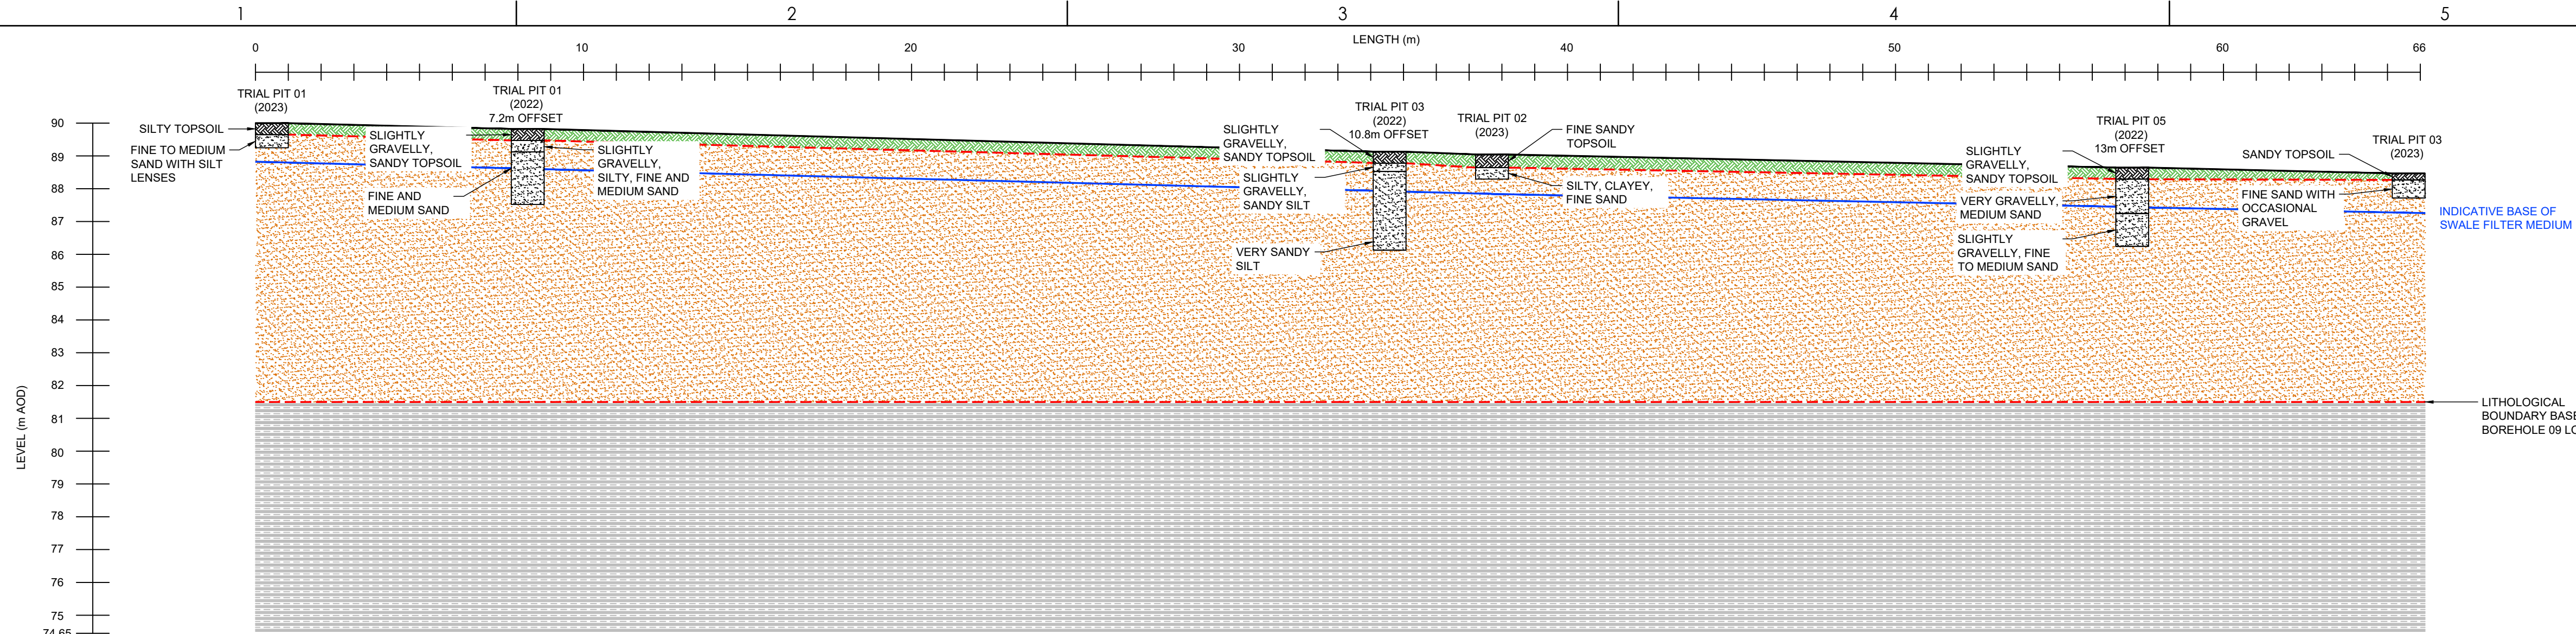 1 2 3 4 5
LENGTH (m)
0 10 20 30 40 50 60 66
TRIAL PIT 01
(2023)
TRIAL PIT 01
(2022)
7.2m OFFSET
TRIAL PIT 03
(2022)
10.8m OFFSET
TRIAL PIT 02
(2023)
TRIAL PIT 05
(2022)
13m OFFSET
TRIAL PIT 03
(2023)
SILTY TOPSOIL
FINE TO MEDIUM
SAND WITH SILT
LENSES
SLIGHTLY
GRAVELLY,
SANDY TOPSOIL
FINE AND
MEDIUM SAND
SLIGHTLY
GRAVELLY,
SILTY, FINE AND
MEDIUM SAND
SLIGHTLY
GRAVELLY,
SANDY TOPSOIL
SLIGHTLY
GRAVELLY,
SANDY SILT
VERY SANDY
SILT
FINE SANDY
TOPSOIL
SILTY, CLAYEY,
FINE SAND
SLIGHTLY
GRAVELLY,
SANDY TOPSOIL
VERY GRAVELLY,
MEDIUM SAND
SLIGHTLY
GRAVELLY, FINE
TO MEDIUM SAND
SANDY TOPSOIL
FINE SAND WITH
OCCASIONAL
GRAVEL
INDICATIVE BASE OF
SWALE FILTER MEDIUM
LITHOLOGICAL
BOUNDARY BASE
BOREHOLE 09 LO
LEVEL (m AOD)
90
89
88
87
86
85
84
83
82
81
80
79
78
77
76
75
74.65